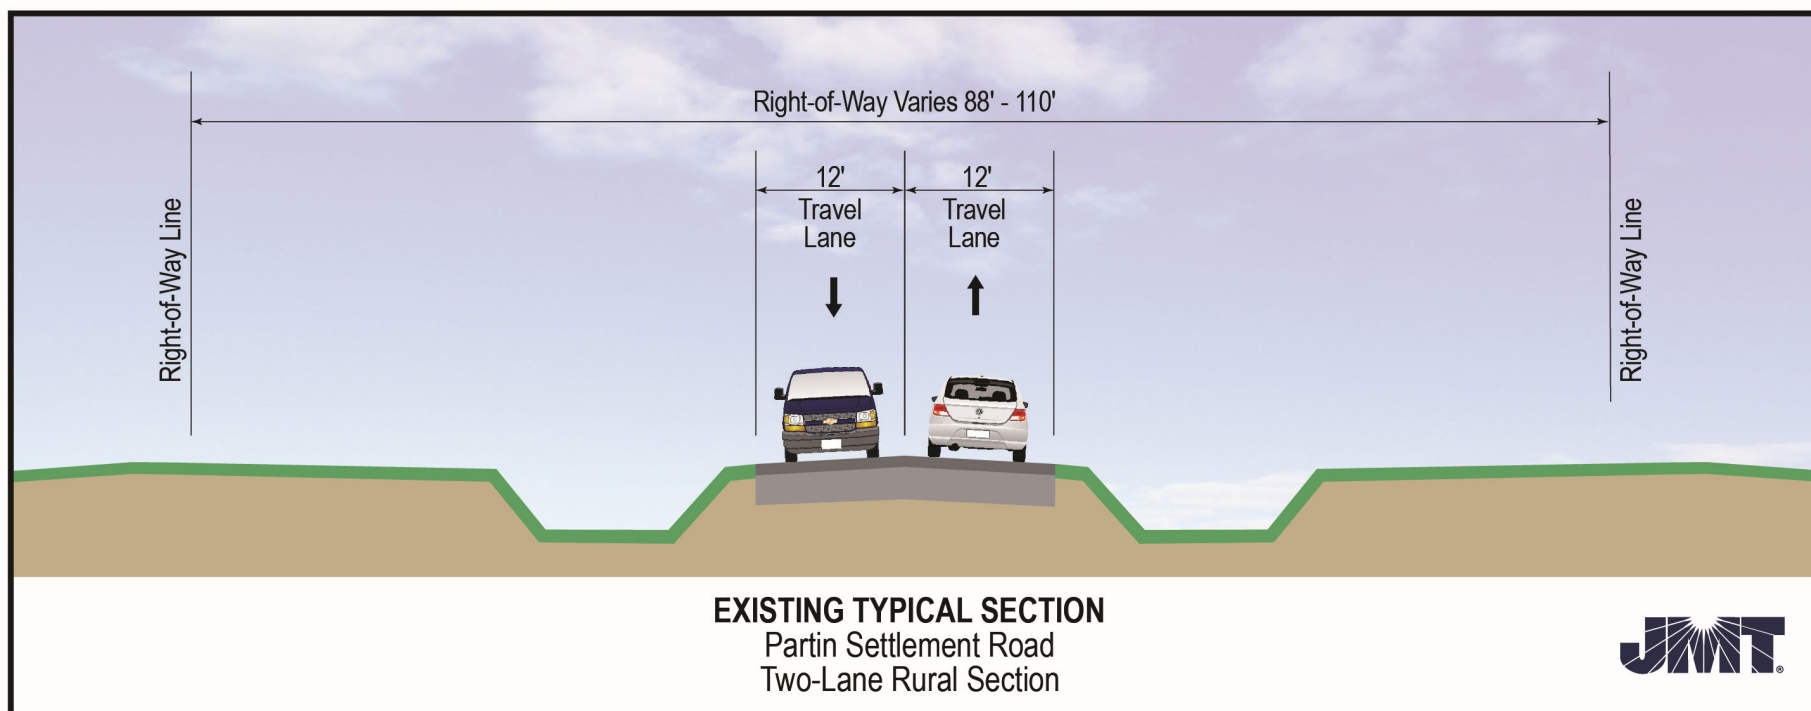 Right-of-Way Varies 88' - 110'
12'
Travel
Lane
12'
Travel
Lane
Right-of-Way Line
Right-of-Way Line
EXISTING TYPICAL SECTION
Partin Settlement Road
Two-Lane Rural Section
JMT®